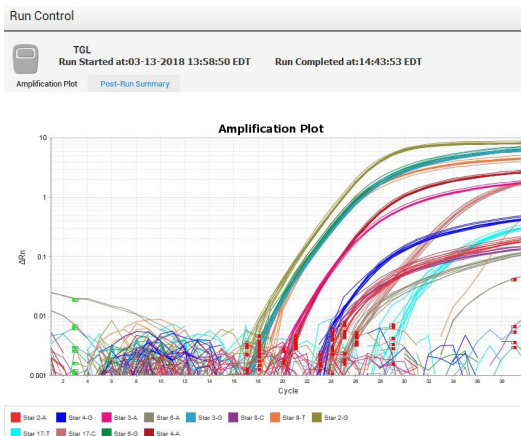 Run Control
TGL
Run Started at:03-13-2018 13:58:50 EDT Run Completed at:14:43:53 EDT
Amplification Plot Post-Run Summary
Amplification Plot
10
1
0.1
0.01
0.001
ΔRn
2 4 6 8 10 12 14 16 18 20 22 24 26 28 30 32 34 36 38
Cycle
Star 2-A Star 4-G Star 3-A Star 6-A Star 3-G Star 8-C Star 8-T Star 2-G
Star 17-T Star 17-C Star 6-G Star 4-A